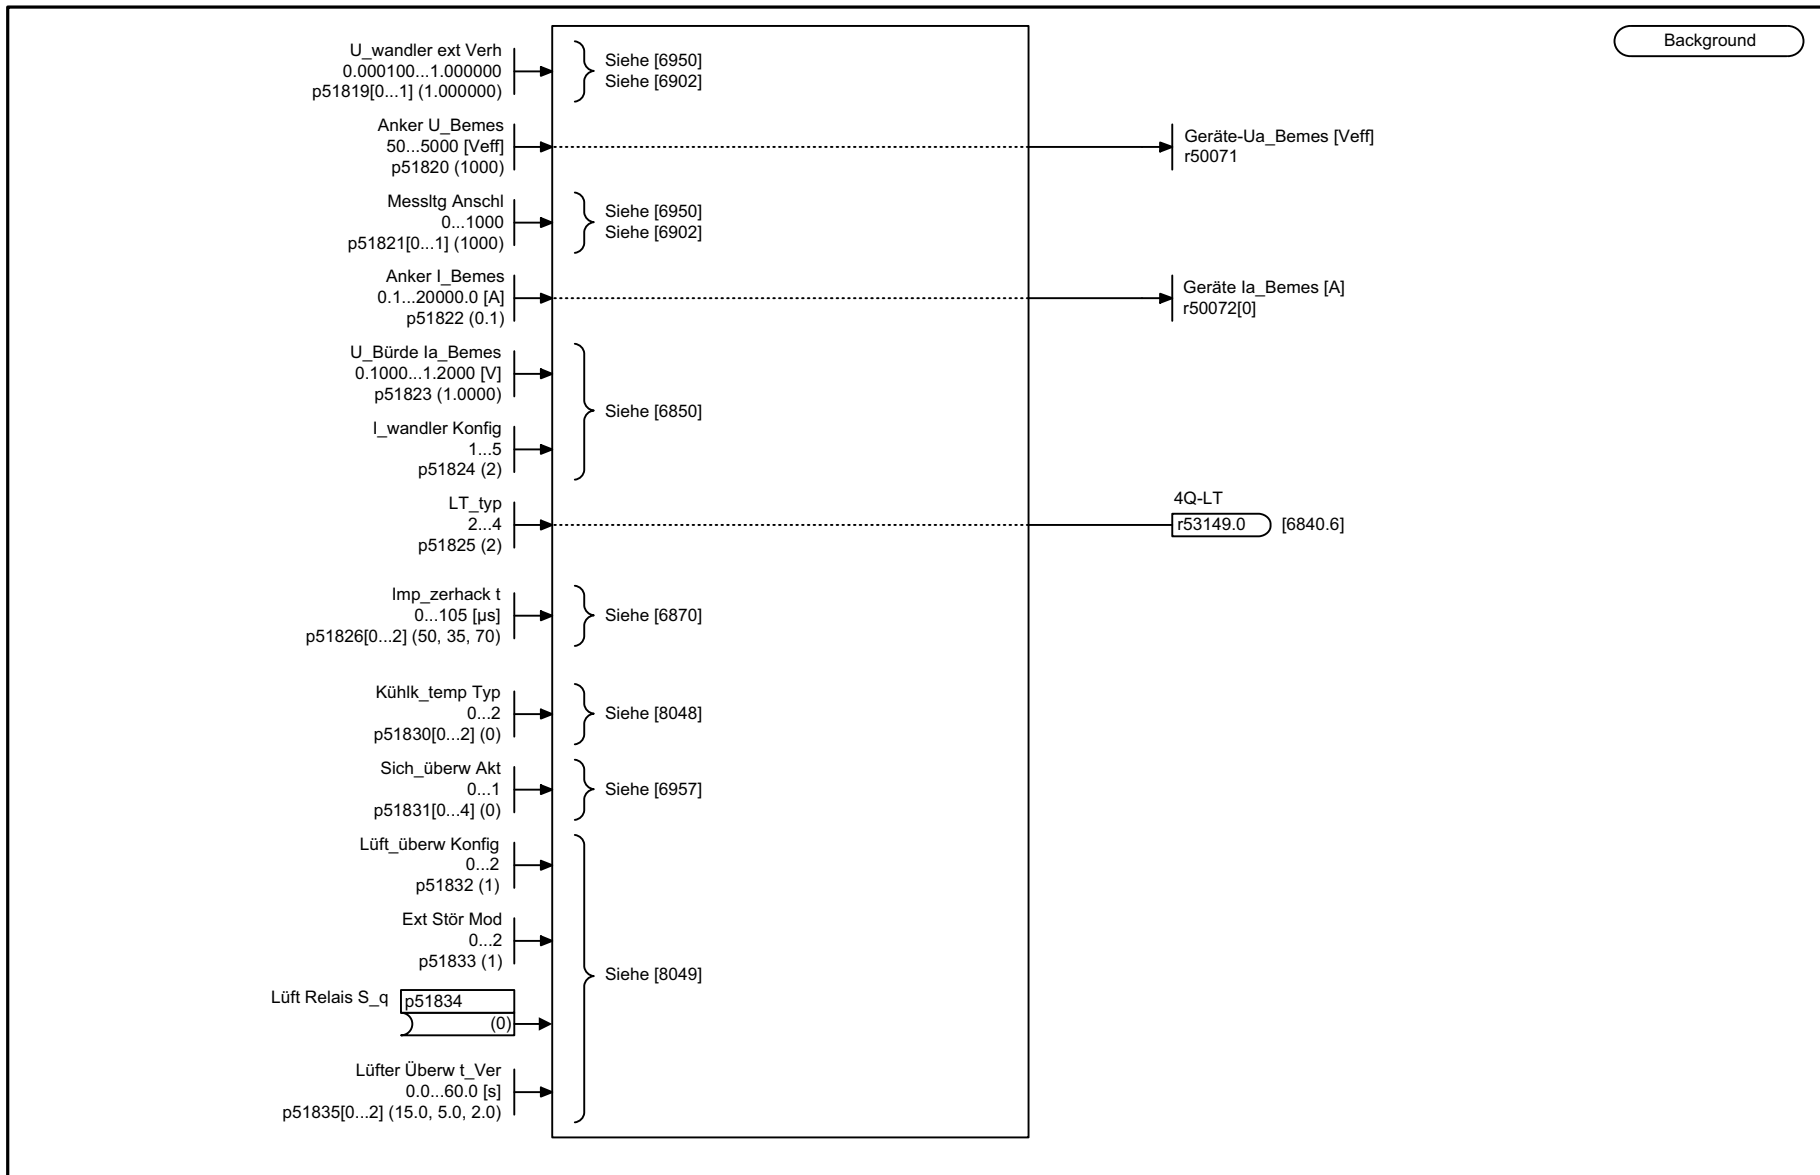 Background
U_wandler ext Verh
0.000100...1.000000
p51819[0...1] (1.000000)
Siehe [6950]
Siehe [6902]
Anker U_Bemes
50...5000 [Veff]
p51820 (1000)
Geräte-Ua_Bemes [Veff]
r50071
Messltg Anschl
0...1000
p51821[0...1] (1000)
Siehe [6950]
Siehe [6902]
Anker I_Bemes
0.1...20000.0 [A]
p51822 (0.1)
Geräte Ia_Bemes [A]
r50072[0]
U_Bürde Ia_Bemes
0.1000...1.2000 [V]
p51823 (1.0000)
Siehe [6850]
I_wandler Konfig
1...5
p51824 (2)
LT_typ
2...4
p51825 (2)
4Q-LT
r53149.0 [6840.6]
Imp_zerhack t
0...105 [µs]
p51826[0...2] (50, 35, 70)
Siehe [6870]
Kühlk_temp Typ
0...2
p51830[0...2] (0)
Siehe [8048]
Sich_überw Akt
0...1
p51831[0...4] (0)
Siehe [6957]
Lüft_überw Konfig
0...2
p51832 (1)
Ext Stör Mod
0...2
p51833 (1)
Siehe [8049]
Lüft Relais S_q p51834
(0)
Lüfter Überw t_Ver
0.0...60.0 [s]
p51835[0...2] (15.0, 5.0, 2.0)